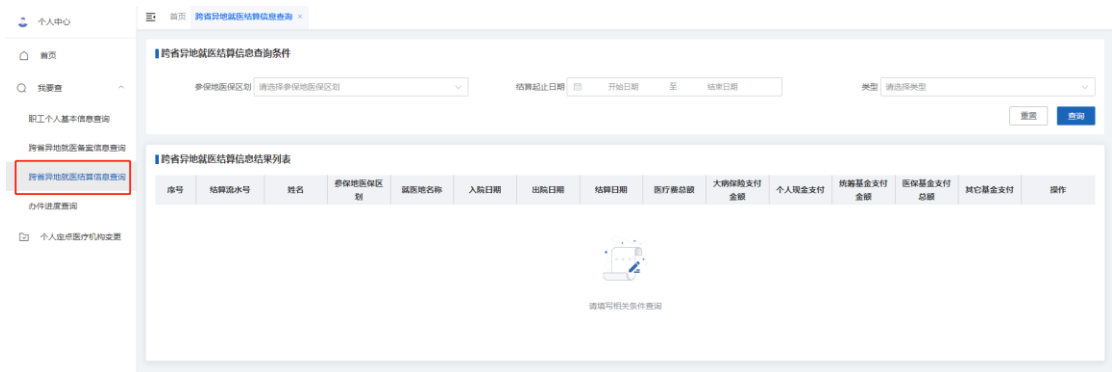 个人中心
首页 跨省异地就医结算信息查询 ×
首页
我要查
职工个人基本信息查询
跨省异地就医备案信息查询
跨省异地就医结算信息查询
办件进度查询
个人定点医疗机构变更
跨省异地就医结算信息查询条件
参保地医保区划 请选择参保地医保区划 结算起止日期 开始日期 至 结束日期 类型 请选择类型
重置 查询
跨省异地就医结算信息结果列表
序号 结算流水号 姓名 参保地医保区划 就医地名称 入院日期 出院日期 结算日期 医疗费总额 大病保险支付金额 个人现金支付 统筹基金支付金额 医保基金支付总额 其它基金支付 操作
请填写相关条件查询